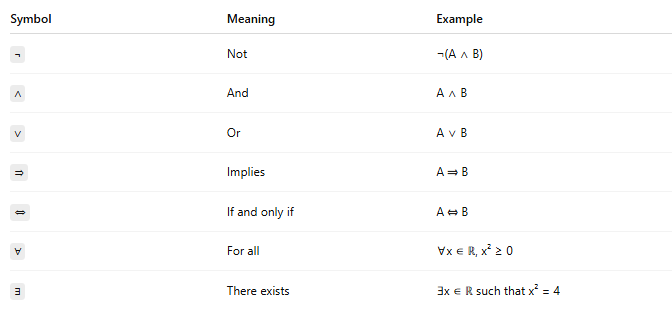 Symbol Meaning Example
¬ Not ¬(A ∧ B)
∧ And A ∧ B
∨ Or A ∨ B
⇒ Implies A ⇒ B
⇔ If and only if A ⇔ B
∀ For all ∀x ∈ ℝ, x² ≥ 0
∃ There exists ∃x ∈ ℝ such that x² = 4